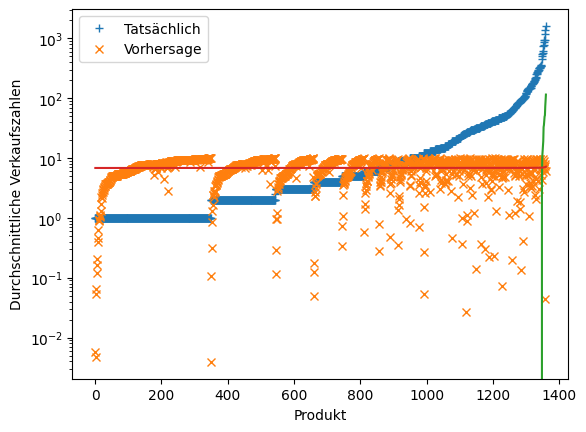 Tatsächlich
Vorhersage
Durchschnittliche Verkaufszahlen
10³
10²
10¹
10⁰
10⁻¹
10⁻²
0 200 400 600 800 1000 1200 1400
Produkt